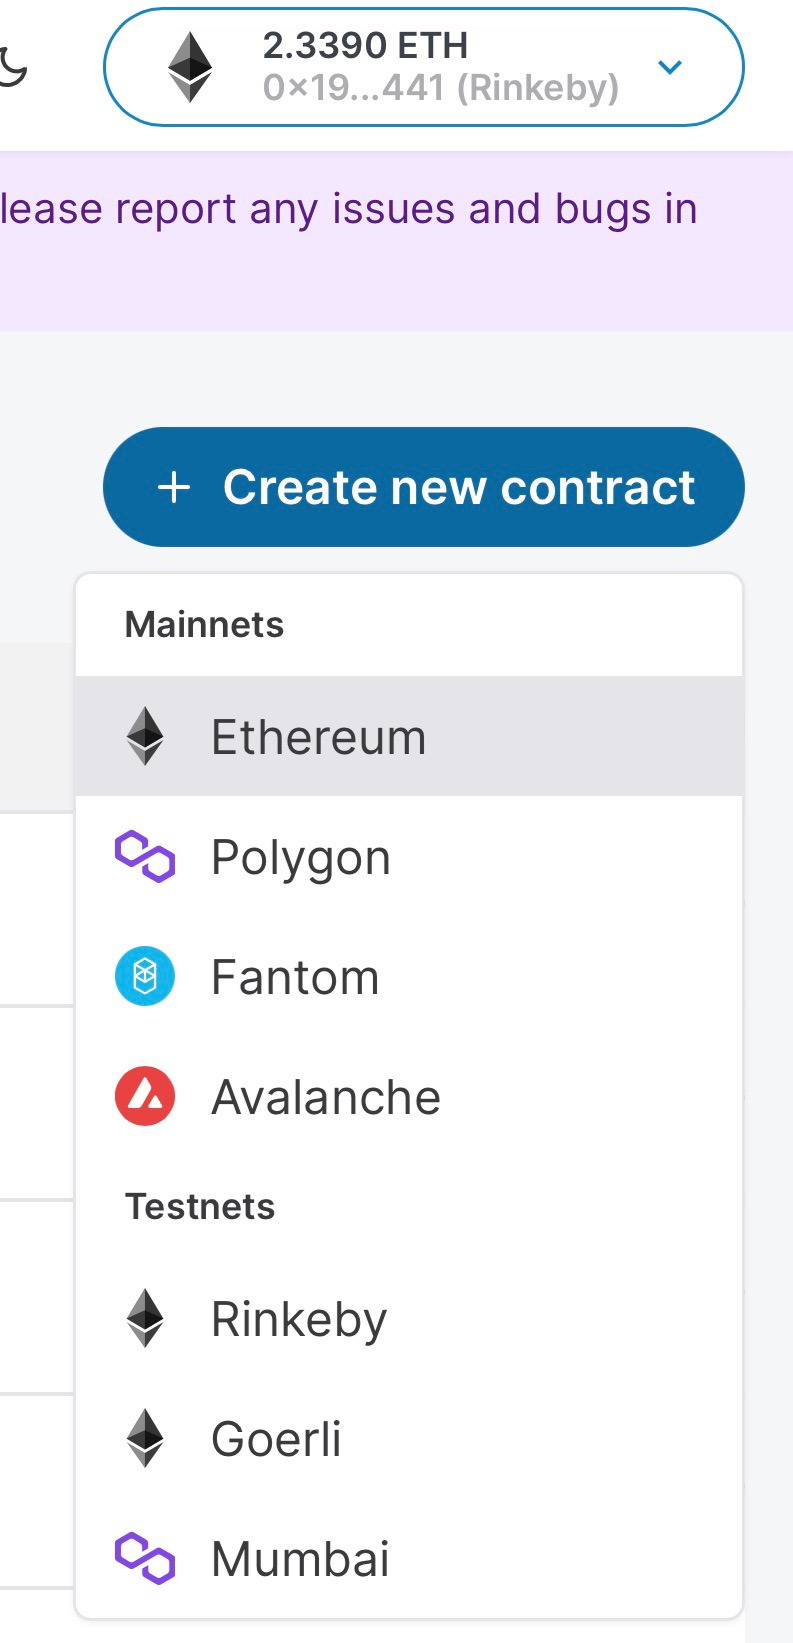 2.3390 ETH
0×19...441 (Rinkeby)
lease report any issues and bugs in
+ Create new contract
Mainnets
Ethereum
Polygon
Fantom
Avalanche
Testnets
Rinkeby
Goerli
Mumbai